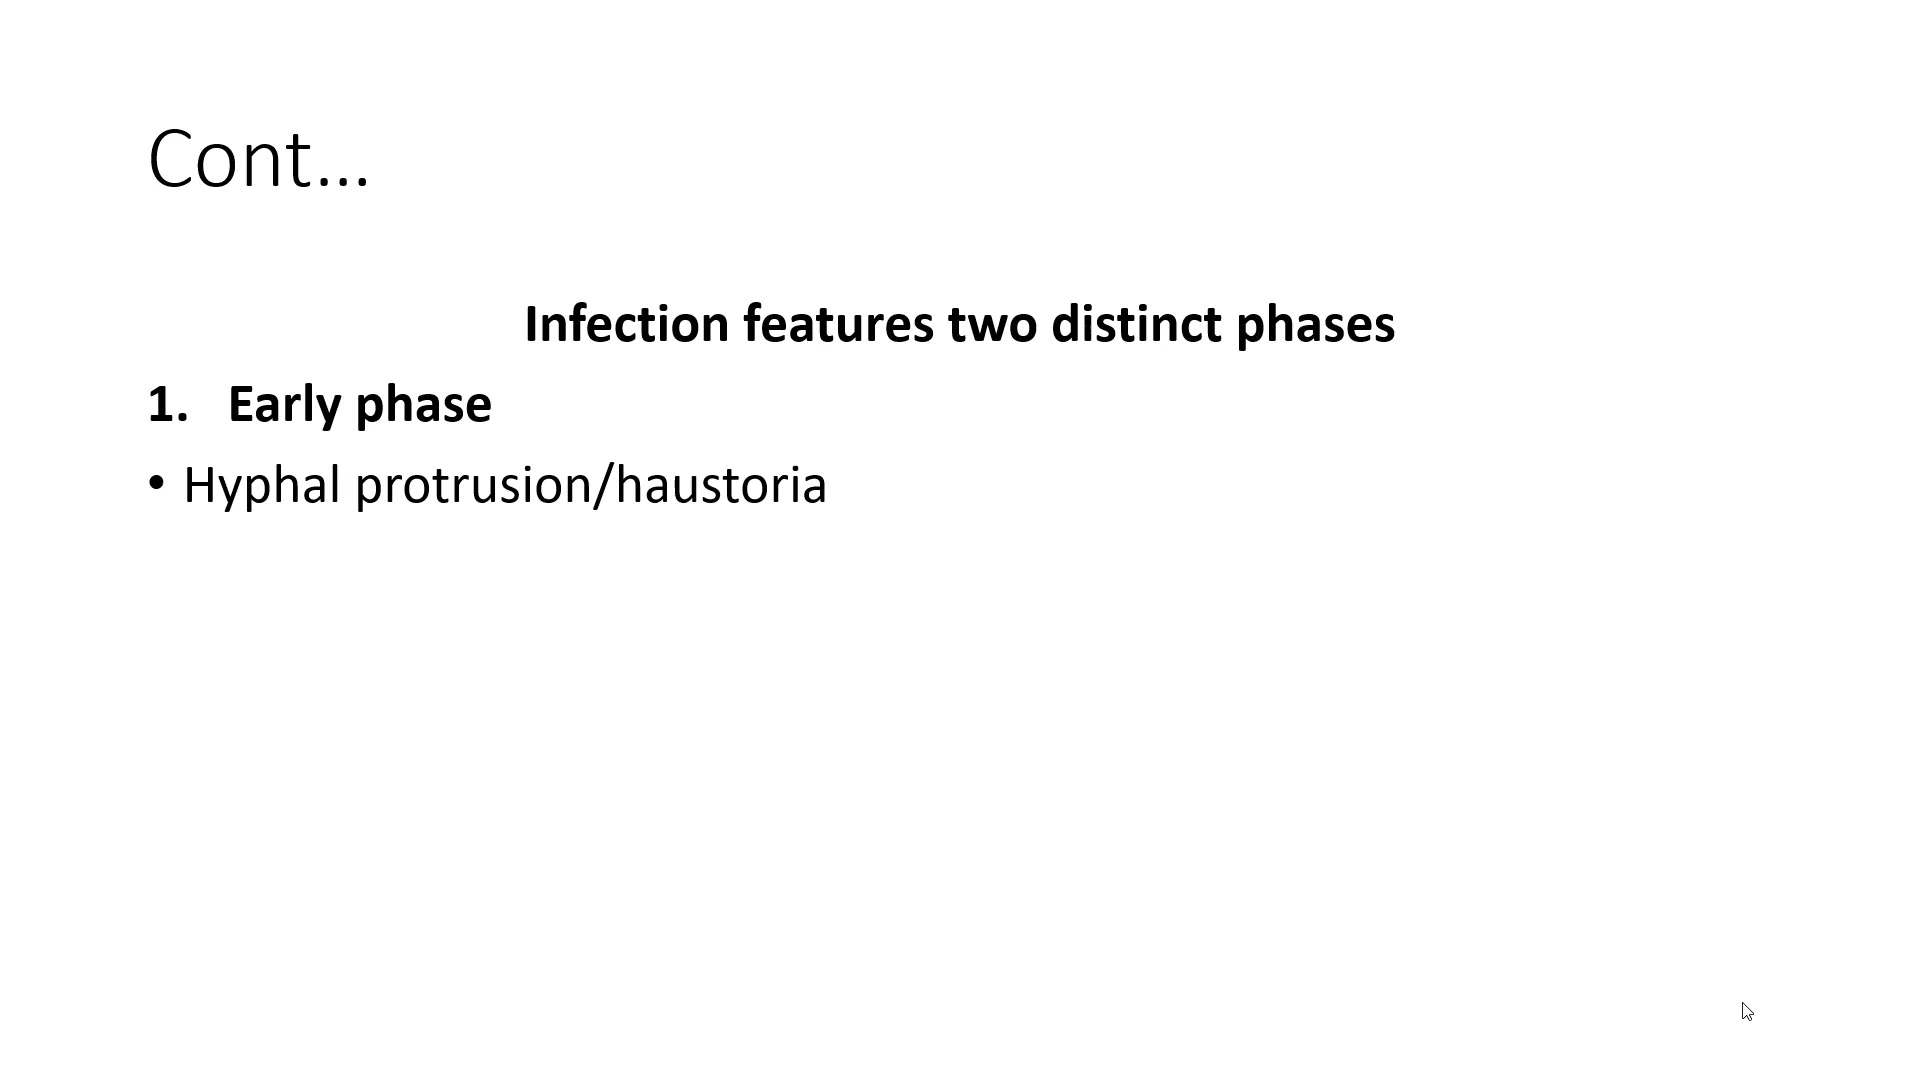 Cont…
Infection features two distinct phases
1. Early phase
• Hyphal protrusion/haustoria